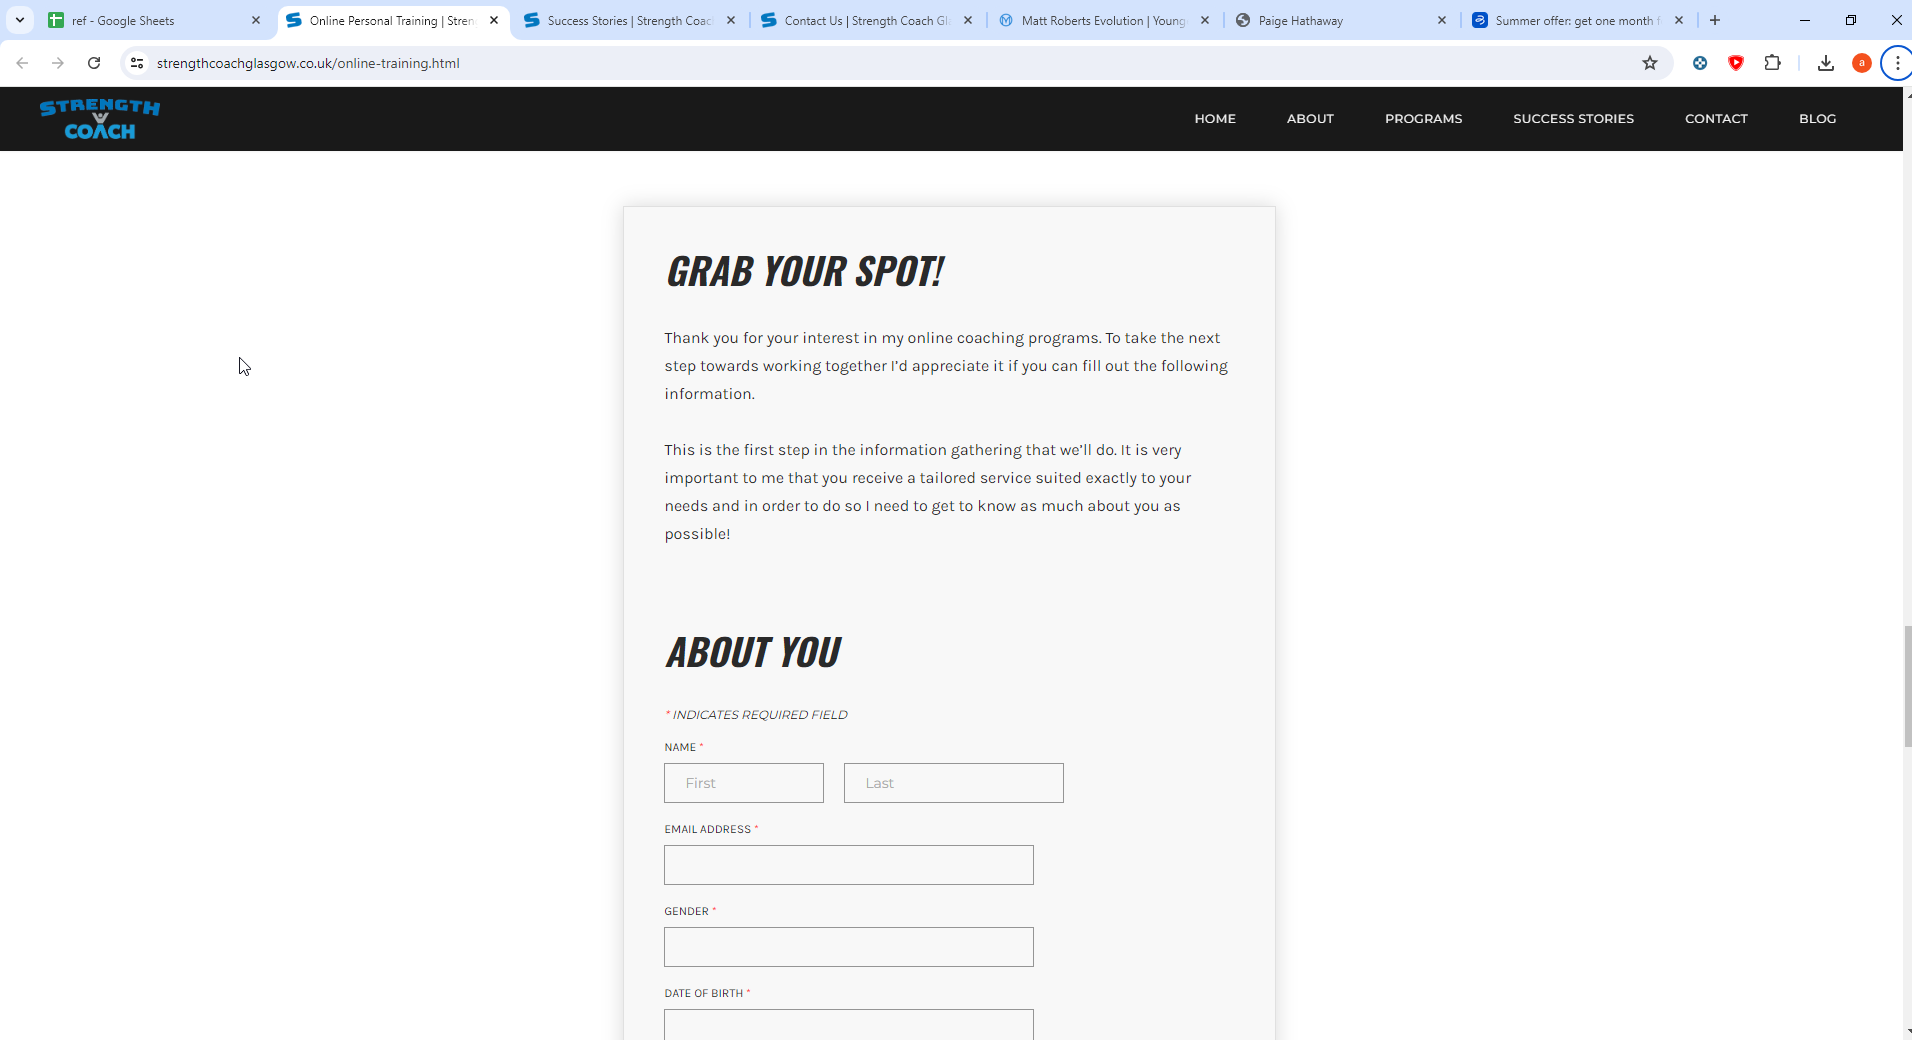 ref - Google Sheets
Online Personal Training | Stren
Success Stories | Strength Coac
Contact Us | Strength Coach Gl
Matt Roberts Evolution | Young
Paige Hathaway
Summer offer: get one month f
strengthcoachglasgow.co.uk/online-training.html
a
STRENGTH
COACH
HOME
ABOUT
PROGRAMS
SUCCESS STORIES
CONTACT
BLOG
GRAB YOUR SPOT!
Thank you for your interest in my online coaching programs. To take the next
step towards working together I'd appreciate it if you can fill out the following
information.
This is the first step in the information gathering that we'll do. It is very
important to me that you receive a tailored service suited exactly to your
needs and in order to do so I need to get to know as much about you as
possible!
ABOUT YOU
* INDICATES REQUIRED FIELD
NAME *
First
Last
EMAIL ADDRESS *
GENDER *
DATE OF BIRTH *